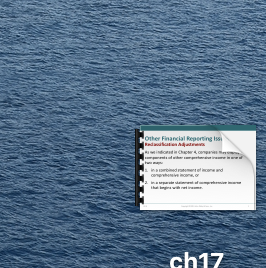 Other Financial Reporting
Reclassification Adjustments
As we indicated in Chapter 4, companies
components of other comprehensive income in one of
two ways:
1. in a combined statement of income and
comprehensive income, or
2. in a separate statement of comprehensive income
that begins with net income.
ch17